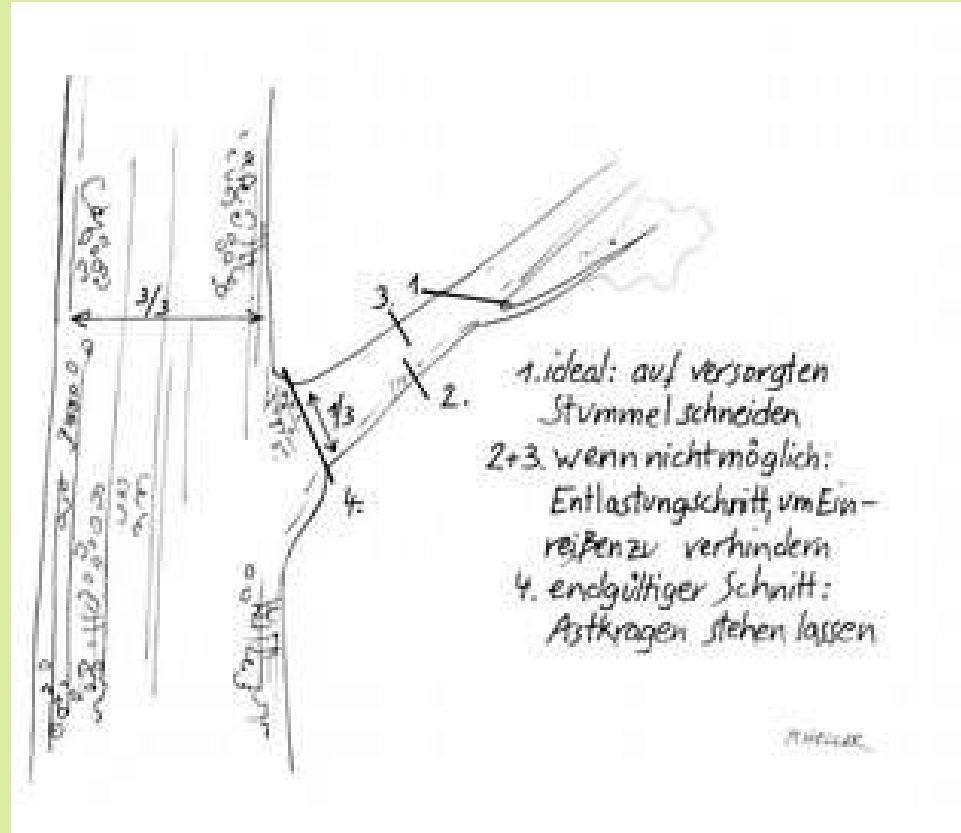 3/3
1.
3.
2.
1/3
4.
1. ideal: auf versorgten
Stummel schneiden
2+3. wenn nicht möglich:
Entlastungschnitt, um Ein-
reißen zu verhindern
4. endgültiger Schnitt:
Astkragen stehen lassen